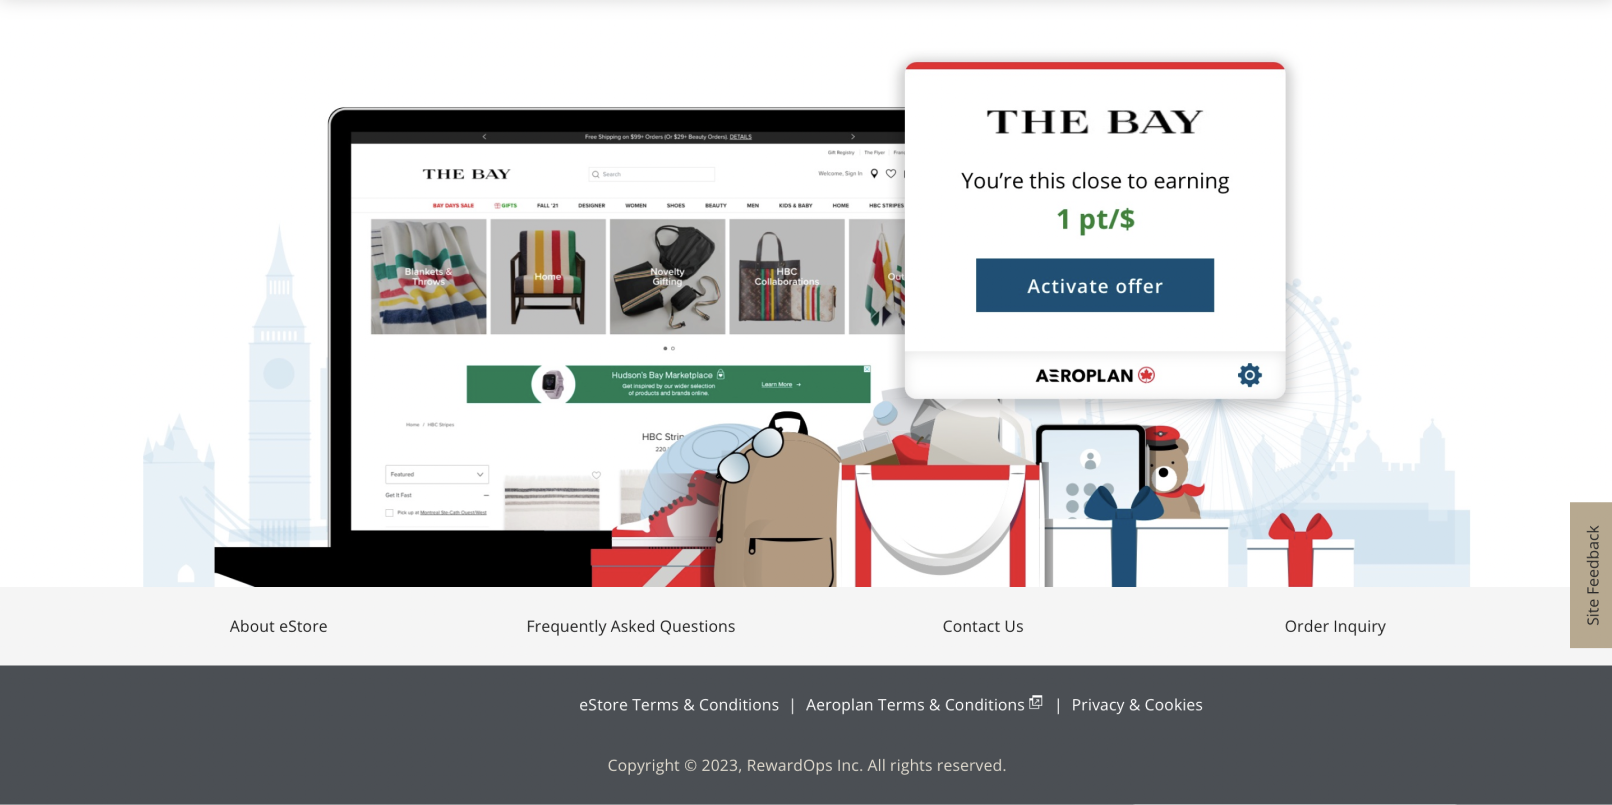 THE BAY
You're this close to earning
1 pt/$
Activate offer
AEROPLAN
Free Shipping on $99+ Orders (Or $29+ Beauty Orders). DETAILS
Gift Registry The Flyer
THE BAY
Search
Welcome, Sign In
BAY DAYS SALE GIFTS FALL '21 DESIGNER WOMEN SHOES BEAUTY MEN KIDS & BABY HOME HBC STRIPES
Blankets &
Throws
Home
Novelty
Gifting
HBC
Collaborations
Out
Hudson's Bay Marketplace
Get inspired by our wider selection
of products and brands online.
Learn More →
Home / HBC Stripes
HBC Strip
220
Featured
Get It Fast
Pick up at
Site Feedback
About eStore
Frequently Asked Questions
Contact Us
Order Inquiry
eStore Terms & Conditions | Aeroplan Terms & Conditions | Privacy & Cookies
Copyright © 2023, RewardOps Inc. All rights reserved.